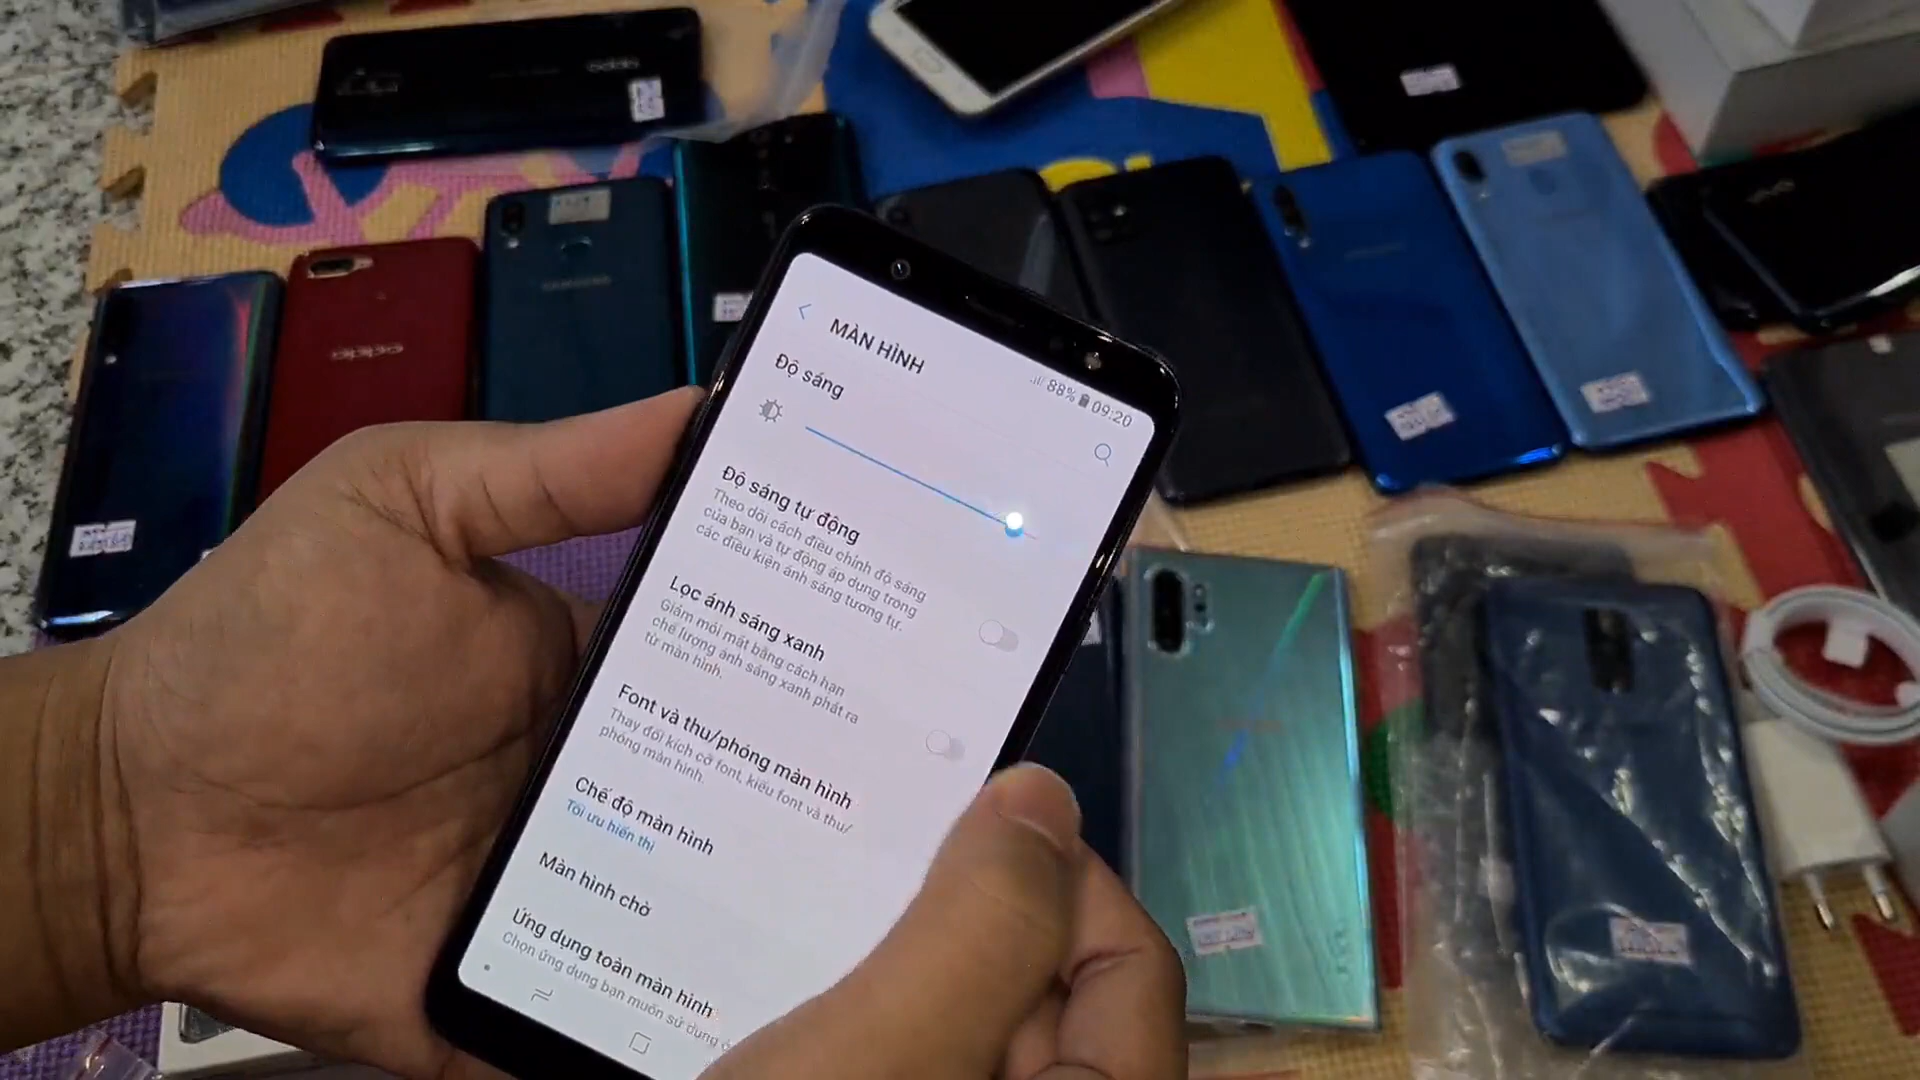 oppo
SAMSUNG
oppo
vivo
MÀN HÌNH
88% 09:20
Độ sáng
Độ sáng tự động
Theo dõi cách điều chỉnh độ sáng
của bạn và tự động áp dụng trong
các điều kiện ánh sáng tương tự.
Lọc ánh sáng xanh
Giảm mỏi mắt bằng cách hạn
chế lượng ánh sáng xanh phát ra
từ màn hình.
Font và thu/phóng màn hình
Thay đổi kích cỡ font, kiểu font và thu/
phóng màn hình.
Chế độ màn hình
Tối ưu hiển thị
Màn hình chờ
Ứng dụng toàn màn hình
Chọn ứng dụng bạn muốn sử dụng ở